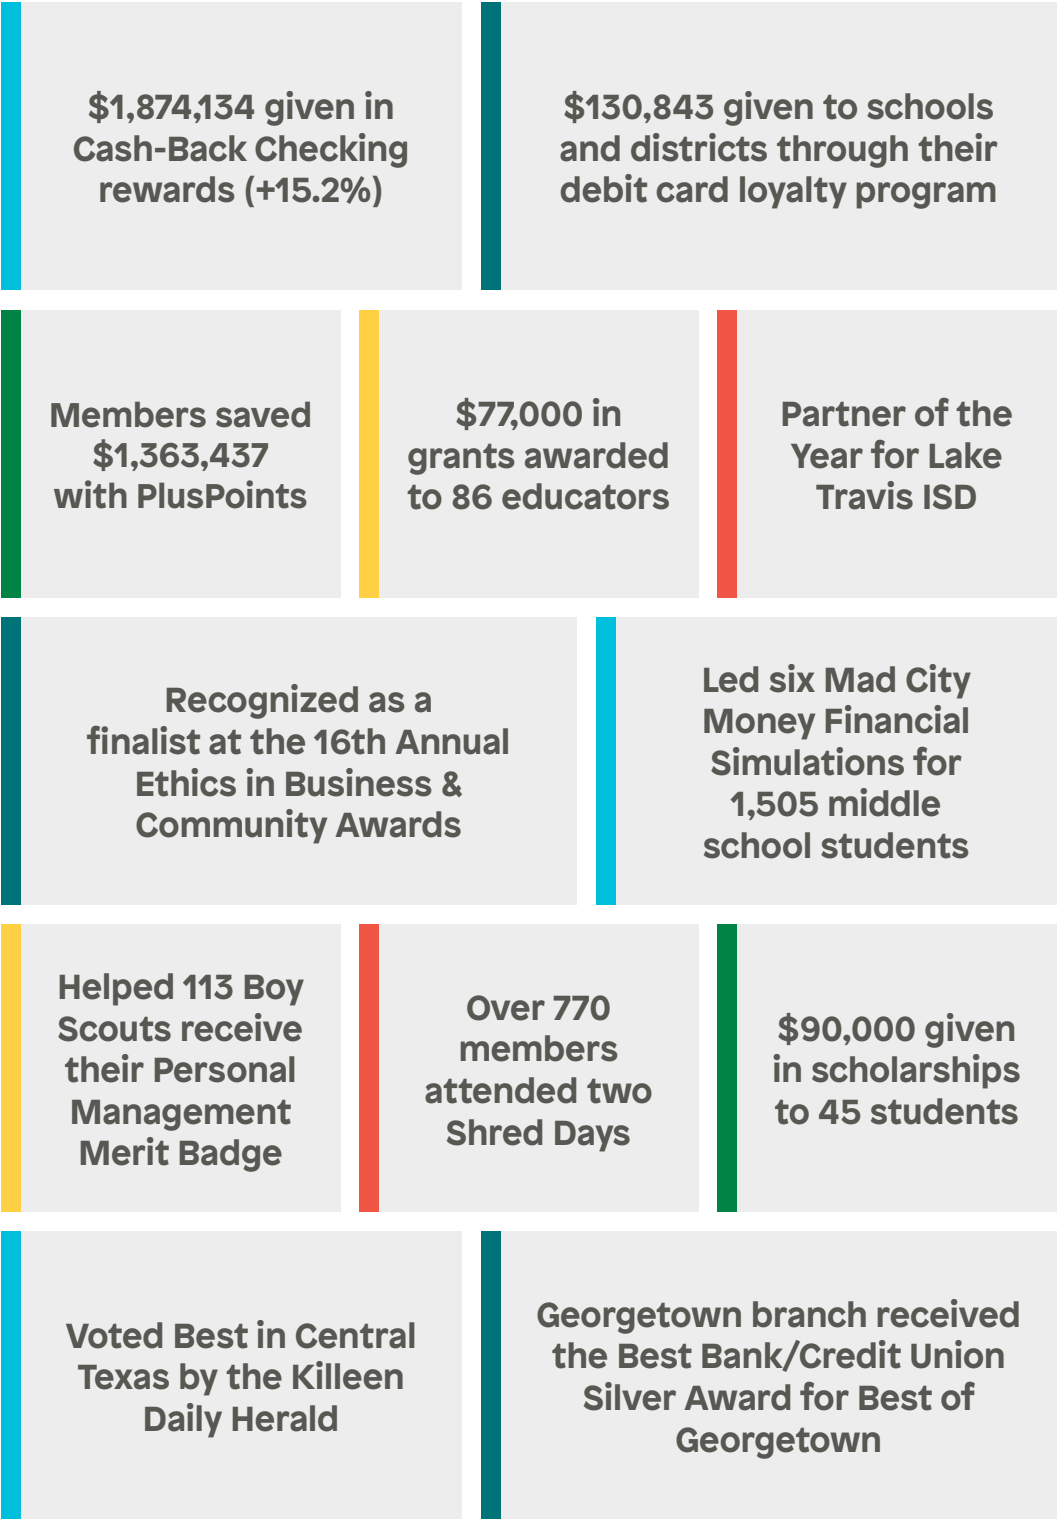 $1,874,134 given in
Cash-Back Checking
rewards (+15.2%)
$130,843 given to schools
and districts through their
debit card loyalty program
Members saved
$1,363,437
with PlusPoints
$77,000 in
grants awarded
to 86 educators
Partner of the
Year for Lake
Travis ISD
Recognized as a
finalist at the 16th Annual
Ethics in Business &
Community Awards
Led six Mad City
Money Financial
Simulations for
1,505 middle
school students
Helped 113 Boy
Scouts receive
their Personal
Management
Merit Badge
Over 770
members
attended two
Shred Days
$90,000 given
in scholarships
to 45 students
Voted Best in Central
Texas by the Killeen
Daily Herald
Georgetown branch received
the Best Bank/Credit Union
Silver Award for Best of
Georgetown